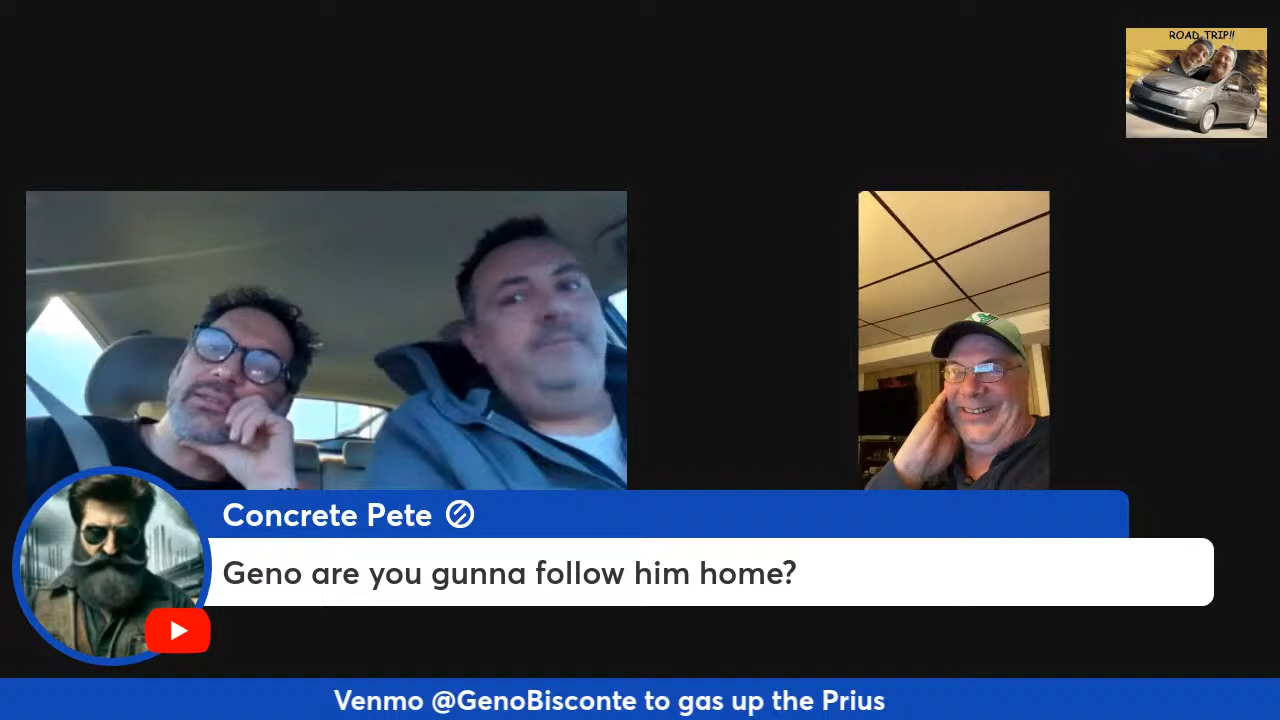 ROAD TRIP!!
Concrete Pete
Geno are you gunna follow him home?
Venmo @GenoBisconte to gas up the Prius